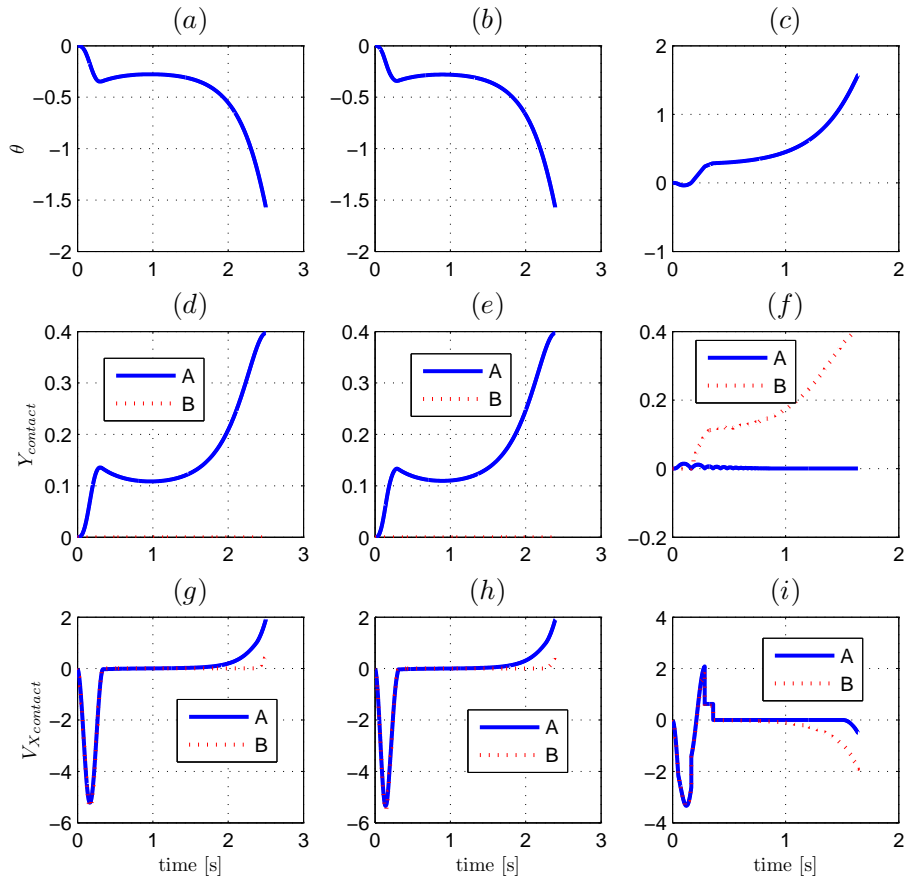 (a) (b) (c)
0 0 2
−0.5 −0.5 1
θ
−1 −1 0
−1.5 −1.5
−2 −2 −1
0 1 2 3 0 1 2 3 0 1 2
(d) (e) (f)
0.4 0.4 0.4
A A A
B B B
0.3 0.3 0.2
Y_contact
0.2 0.2 0
0.1 0.1
0 0 −0.2
0 1 2 3 0 1 2 3 0 1 2
(g) (h) (i)
2 2 4
0 0 2
A A A
B B B
V_Xcontact
−2 −2 0
−4 −4 −2
−6 −6 −4
0 1 2 3 0 1 2 3 0 1 2
time [s] time [s] time [s]